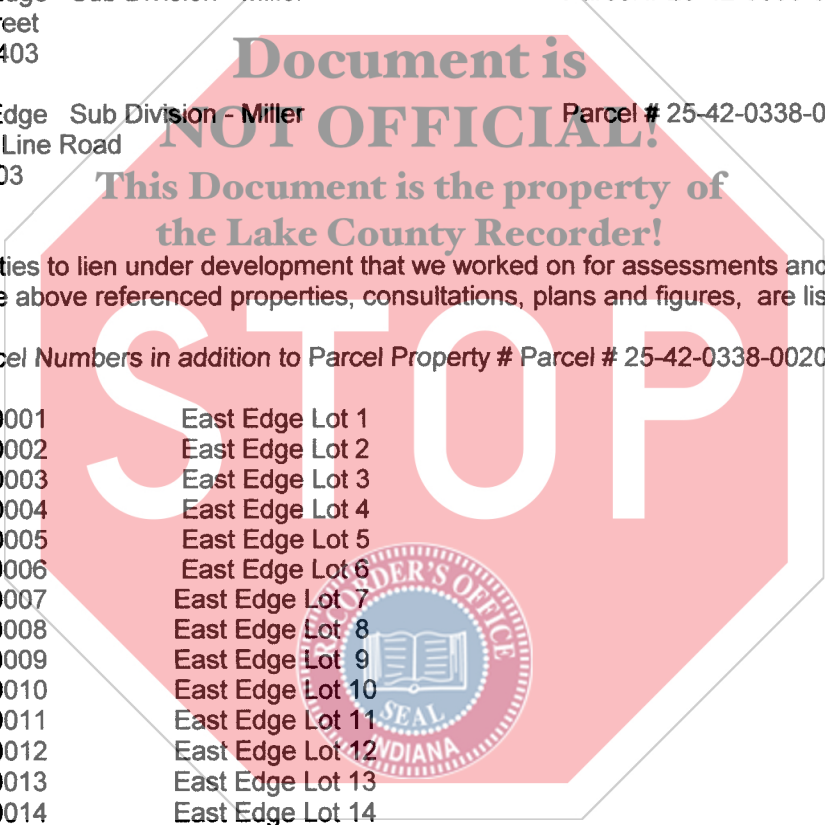 reet
403
Document is
Edge Sub Division - Miller Parcel # 25-42-0338-0
NOT OFFICIAL!
Line Road
03
This Document is the property of
the Lake County Recorder!
ties to lien under development that we worked on for assessments and
e above referenced properties, consultations, plans and figures, are lis
STOP
cel Numbers in addition to Parcel Property # Parcel # 25-42-0338-0020
0001 East Edge Lot 1
0002 East Edge Lot 2
0003 East Edge Lot 3
0004 East Edge Lot 4
0005 East Edge Lot 5
0006 East Edge Lot 6
0007 East Edge Lot 7
0008 East Edge Lot 8
0009 East Edge Lot 9
0010 East Edge Lot 10
0011 East Edge Lot 11
0012 East Edge Lot 12
0013 East Edge Lot 13
0014 East Edge Lot 14
RECORDER'S OFFICE
SEAL
INDIANA